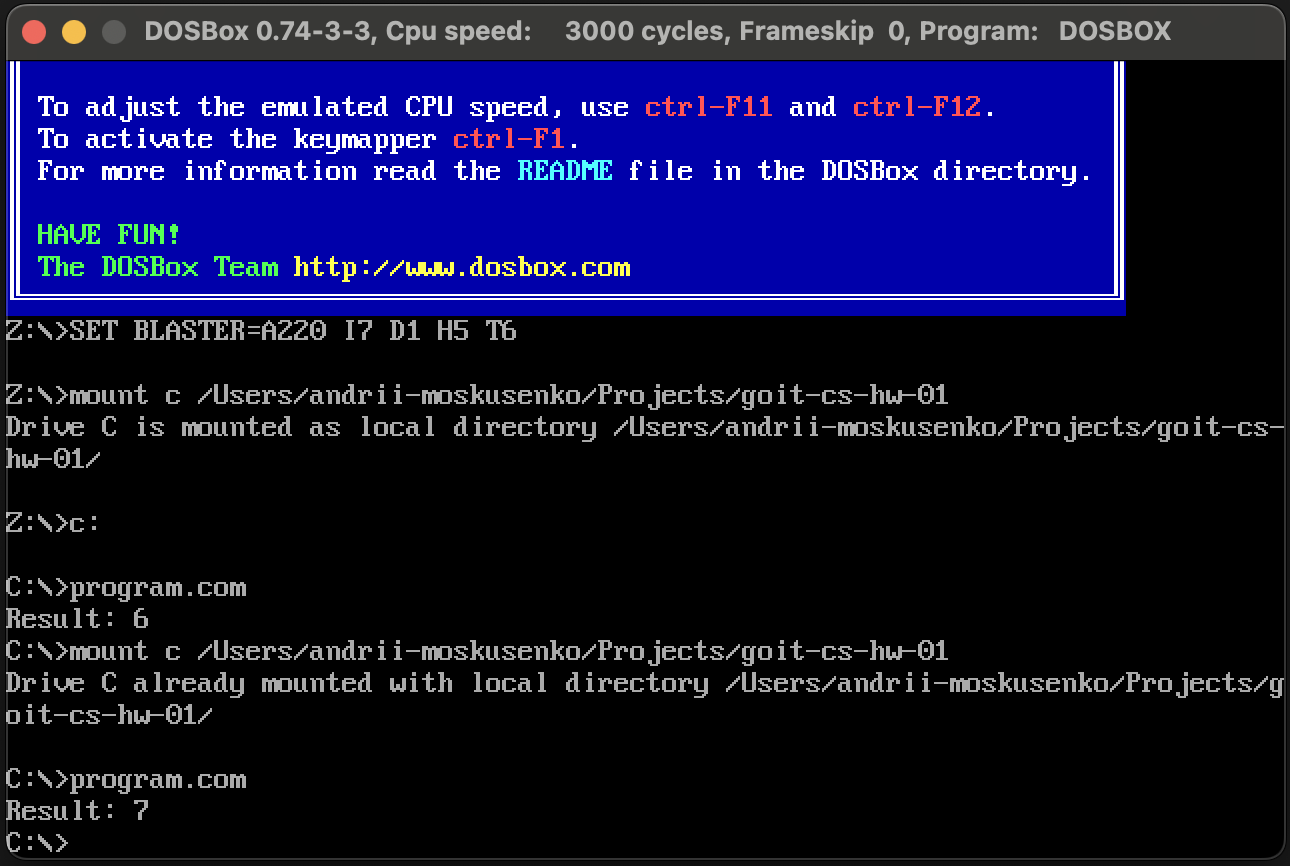 DOSBox 0.74-3-3, Cpu speed: 3000 cycles, Frameskip 0, Program: DOSBOX
To adjust the emulated CPU speed, use ctrl-F11 and ctrl-F12.
To activate the keymapper ctrl-F1.
For more information read the README file in the DOSBox directory.
HAVE FUN!
The DOSBox Team http://www.dosbox.com
Z:\>SET BLASTER=A220 I7 D1 H5 T6
Z:\>mount c /Users/andrii-moskusenko/Projects/goit-cs-hw-01
Drive C is mounted as local directory /Users/andrii-moskusenko/Projects/goit-cs-
hw-01/
Z:\>c:
C:\>program.com
Result: 6
C:\>mount c /Users/andrii-moskusenko/Projects/goit-cs-hw-01
Drive C already mounted with local directory /Users/andrii-moskusenko/Projects/g
oit-cs-hw-01/
C:\>program.com
Result: 7
C:\>